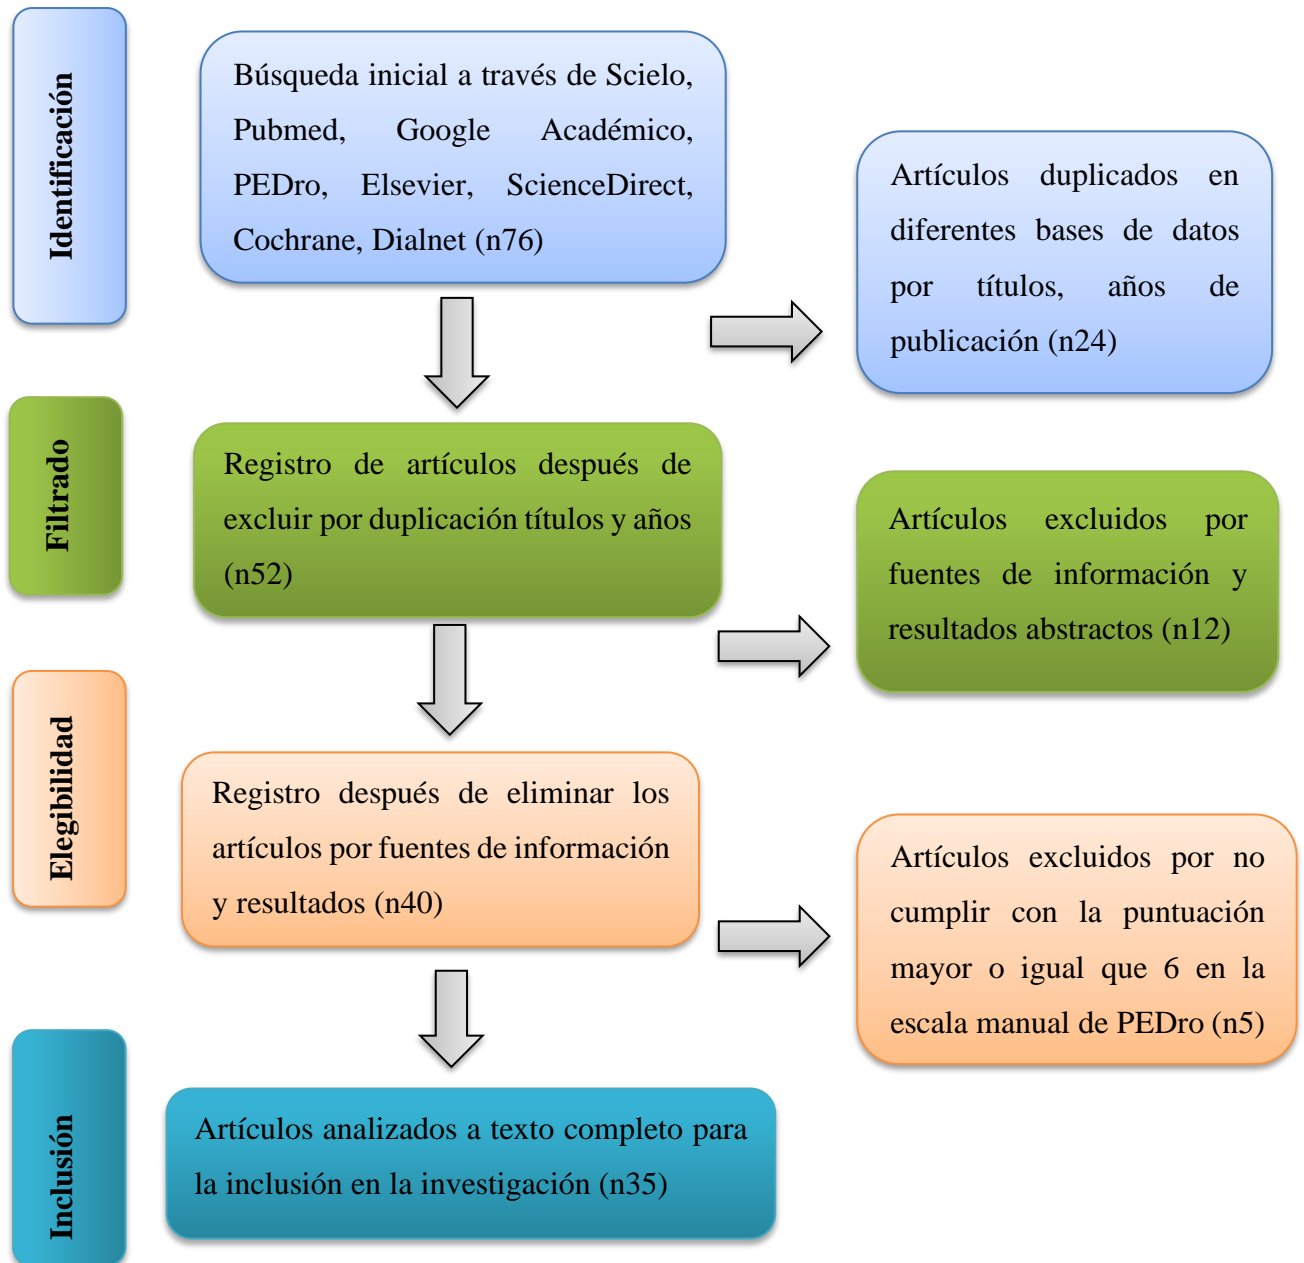 Identificación
Búsqueda inicial a través de Scielo,
Pubmed, Google Académico,
PEDro, Elsevier, ScienceDirect,
Cochrane, Dialnet (n76)
Artículos duplicados en
diferentes bases de datos
por títulos, años de
publicación (n24)
Filtrado
Registro de artículos después de
excluir por duplicación títulos y años
(n52)
Artículos excluidos por
fuentes de información y
resultados abstractos (n12)
Elegibilidad
Registro después de eliminar los
artículos por fuentes de información
y resultados (n40)
Artículos excluidos por no
cumplir con la puntuación
mayor o igual que 6 en la
escala manual de PEDro (n5)
Inclusión
Artículos analizados a texto completo para
la inclusión en la investigación (n35)